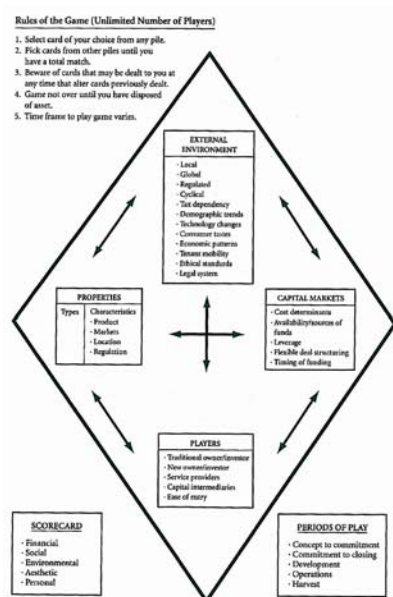 Rules of the Game (Unlimited Number of Players)
1. Select card of your choice from any pile.
2. Pick cards from other piles until you
have a total match.
3. Beware of cards that may be dealt to you at
any time that alter cards previously dealt.
4. Game not over until you have disposed
of asset.
5. Time frame to play game varies.
EXTERNAL
ENVIRONMENT
· Local
· Global
· Regulated
· Cyclical
· Tax dependency
· Demographic trends
· Technology changes
· Consumer tastes
· Economic patterns
· Tenant mobility
· Ethical standards
· Legal system
PROPERTIES
Types
Characteristics
· Product
· Markets
· Location
· Regulation
CAPITAL MARKETS
· Cost determinants
· Availability/sources of
funds
· Leverage
· Flexible deal structuring
· Timing of funding
PLAYERS
· Traditional owner/investor
· New owner/investor
· Service providers
· Capital intermediaries
· Ease of entry
SCORECARD
· Financial
· Social
· Environmental
· Aesthetic
· Personal
PERIODS OF PLAY
· Concept to commitment
· Commitment to closing
· Development
· Operations
· Harvest